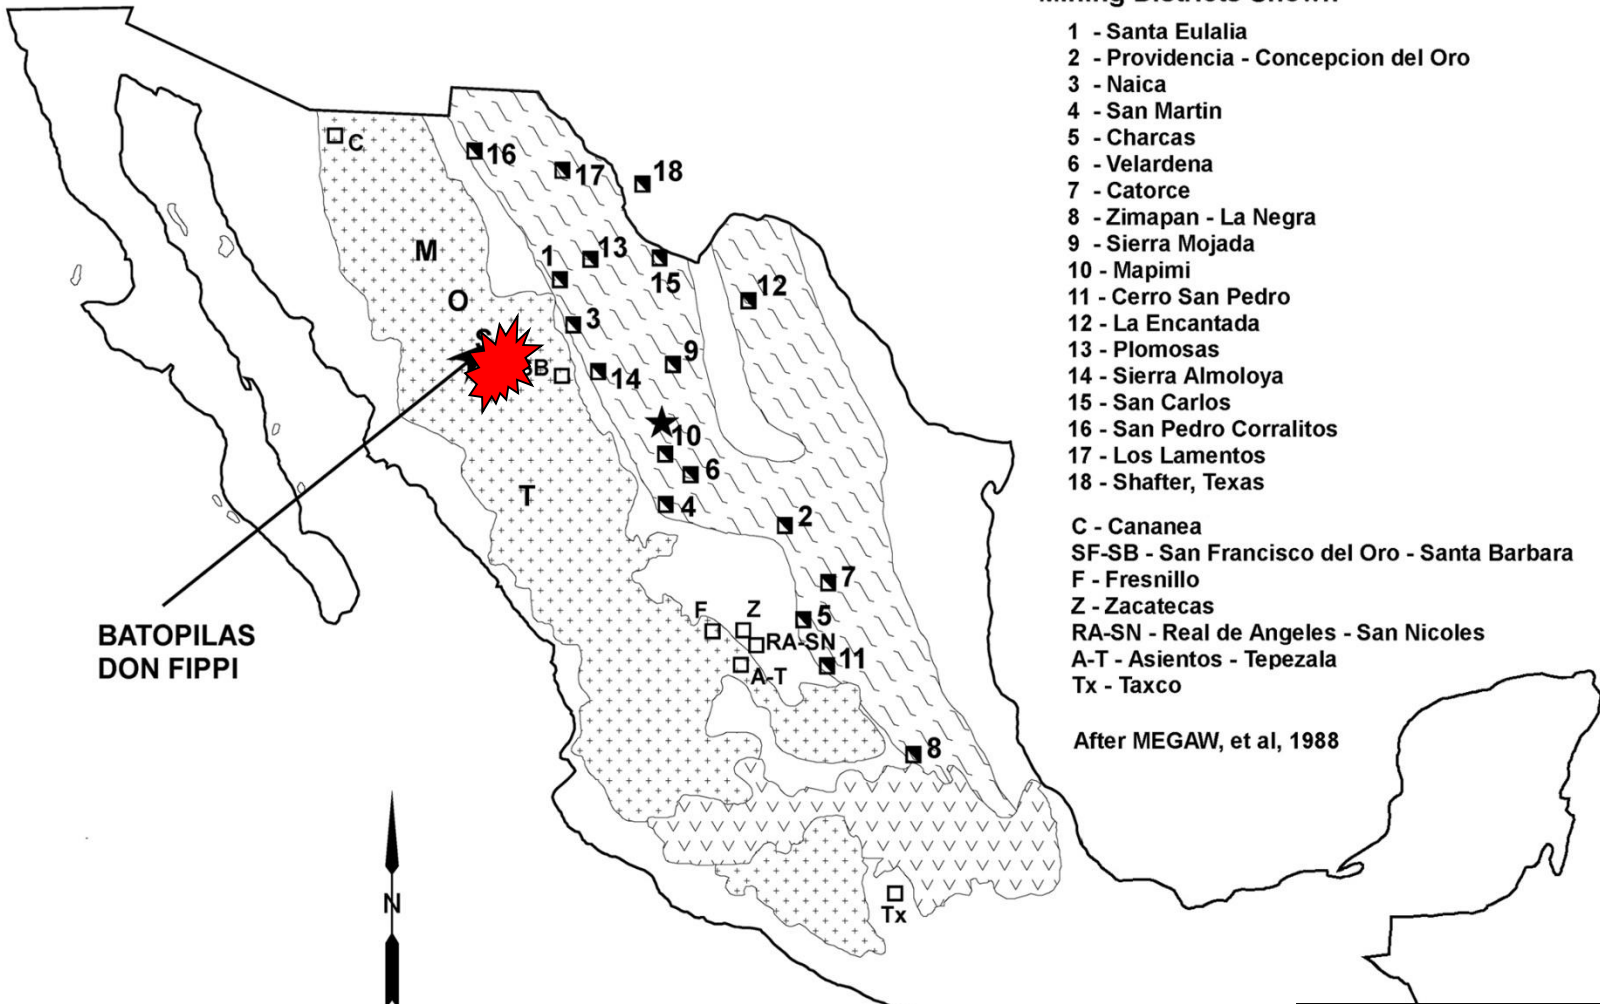 Mining Districts Shown
1 - Santa Eulalia
2 - Providencia - Concepcion del Oro
3 - Naica
4 - San Martin
5 - Charcas
6 - Velardena
7 - Catorce
8 - Zimapan - La Negra
9 - Sierra Mojada
10 - Mapimi
11 - Cerro San Pedro
12 - La Encantada
13 - Plomosas
14 - Sierra Almoloya
15 - San Carlos
16 - San Pedro Corralitos
17 - Los Lamentos
18 - Shafter, Texas
C - Cananea
SF-SB - San Francisco del Oro - Santa Barbara
F - Fresnillo
Z - Zacatecas
RA-SN - Real de Angeles - San Nicoles
A-T - Asientos - Tepezala
Tx - Taxco
After MEGAW, et al, 1988
C
16
17
18
M
1
13
15
12
O
3
S
9
B
14
10
6
T
4
2
7
F
Z
5
RA-SN
11
A-T
8
Tx
BATOPILAS
DON FIPPI
N